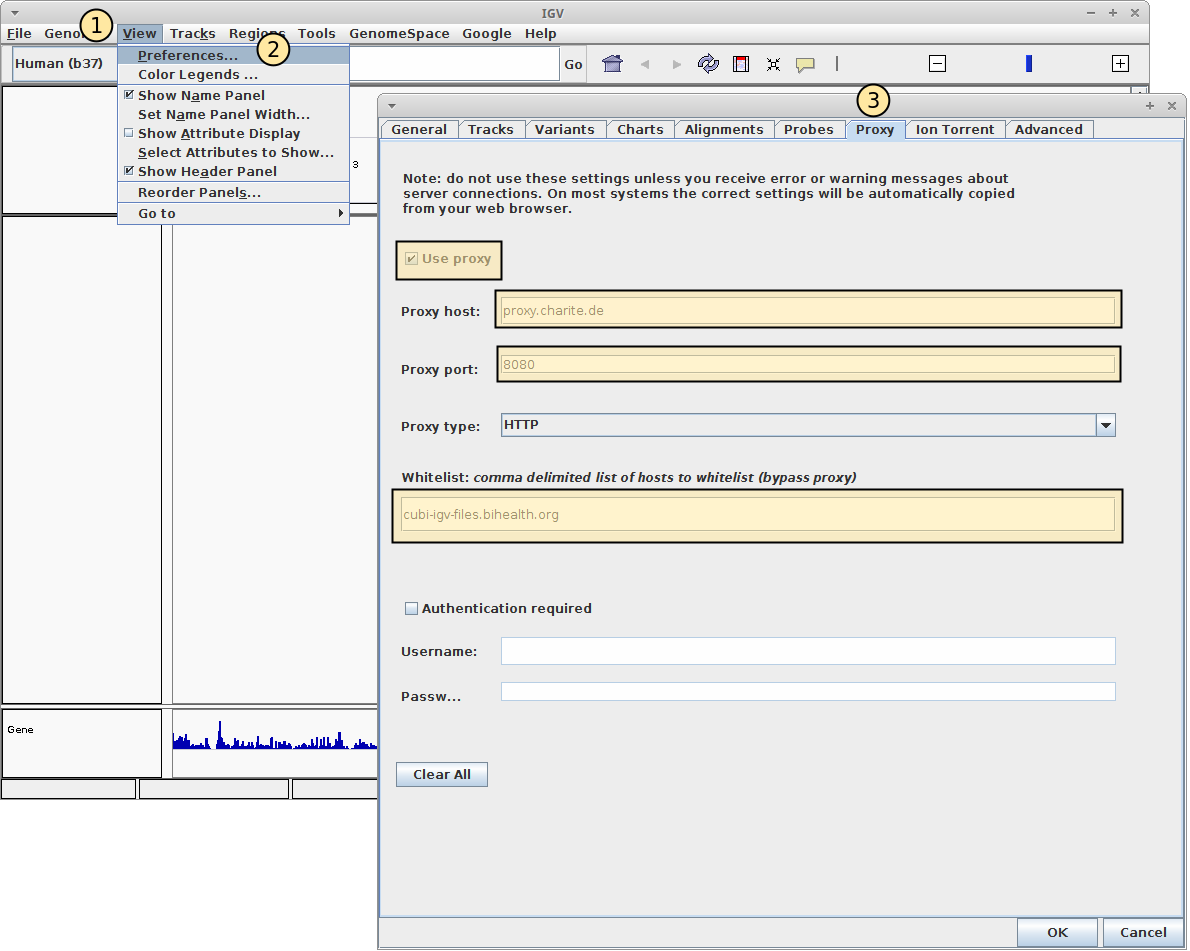 IGV
File Geno 1 View Tracks Regions Tools GenomeSpace Google Help
Human (b37) Go
Preferences... 2
Color Legends ...
Show Name Panel
Set Name Panel Width...
Show Attribute Display
Select Attributes to Show...
Show Header Panel
Reorder Panels...
Go to
3
Gene
3
General Tracks Variants Charts Alignments Probes Proxy Ion Torrent Advanced
Note: do not use these settings unless you receive error or warning messages about
server connections. On most systems the correct settings will be automatically copied
from your web browser.
Use proxy
Proxy host: proxy.charite.de
Proxy port: 8080
Proxy type: HTTP
Whitelist: comma delimited list of hosts to whitelist (bypass proxy)
cubi-igv-files.bihealth.org
Authentication required
Username:
Passw...
Clear All
OK Cancel